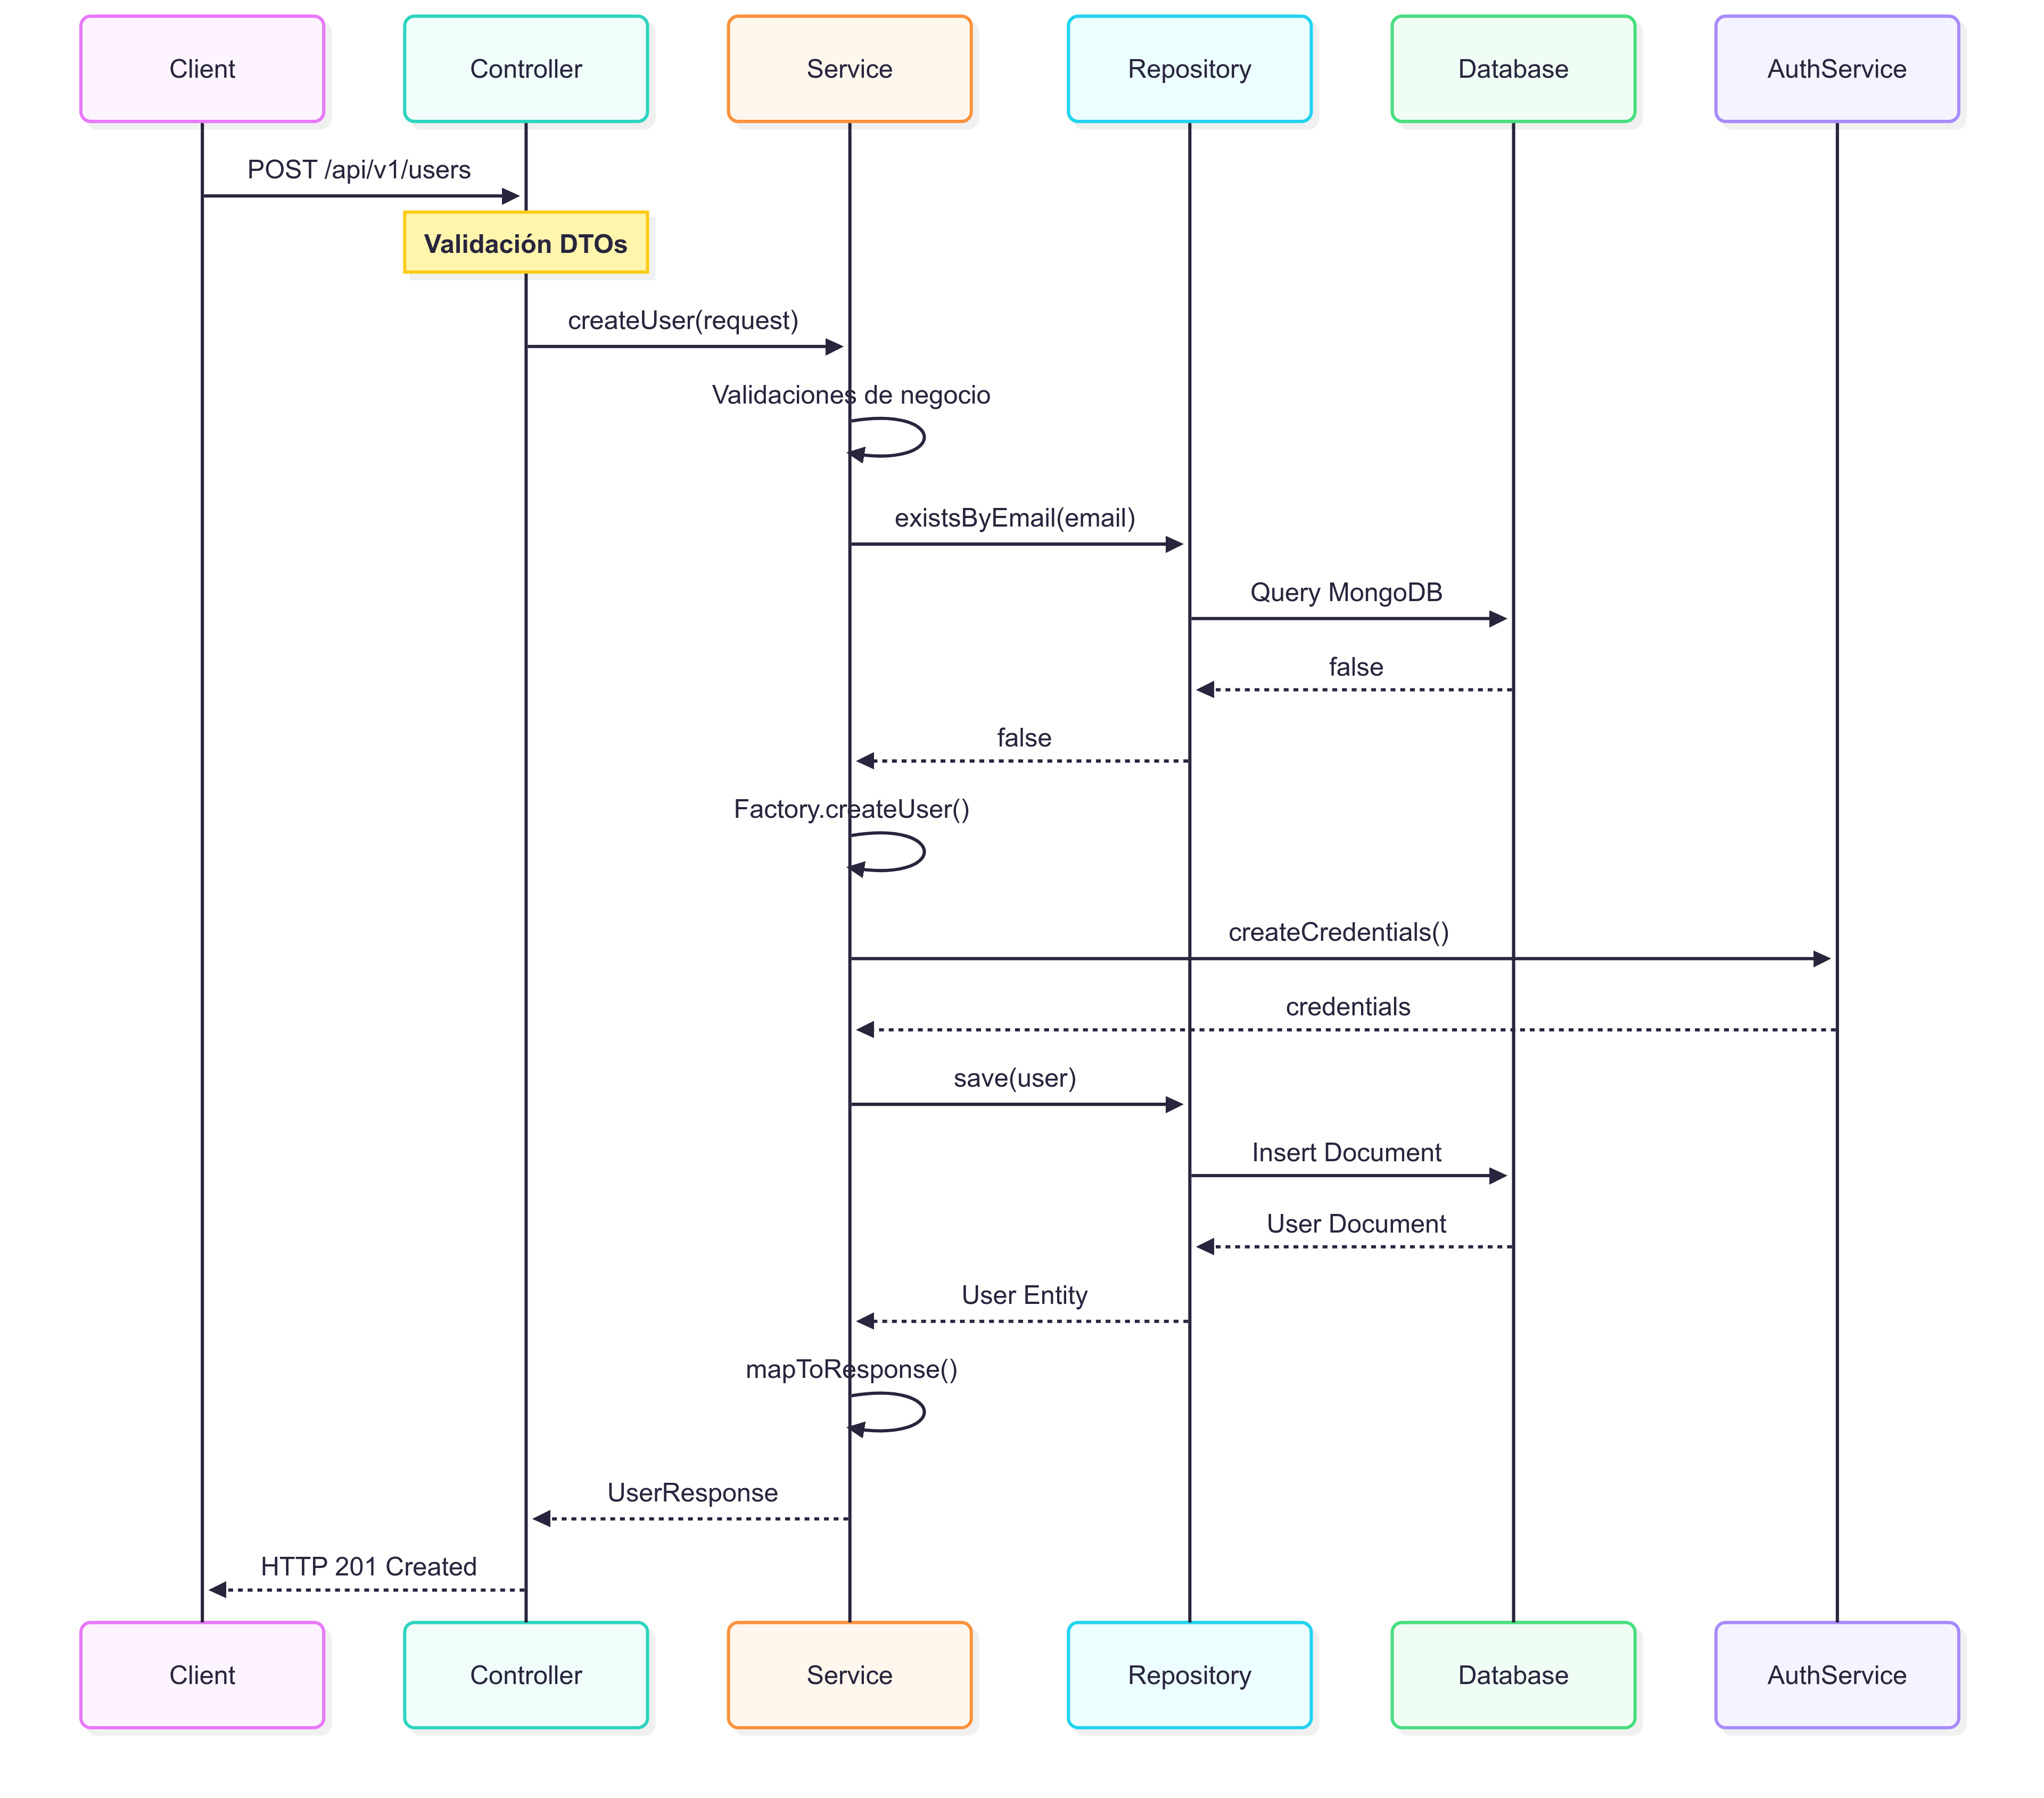 Client
Controller
Service
Repository
Database
AuthService
POST /api/v1/users
Validación DTOs
createUser(request)
Validaciones de negocio
existsByEmail(email)
Query MongoDB
false
false
Factory.createUser()
createCredentials()
credentials
save(user)
Insert Document
User Document
User Entity
mapToResponse()
UserResponse
HTTP 201 Created
Client
Controller
Service
Repository
Database
AuthService